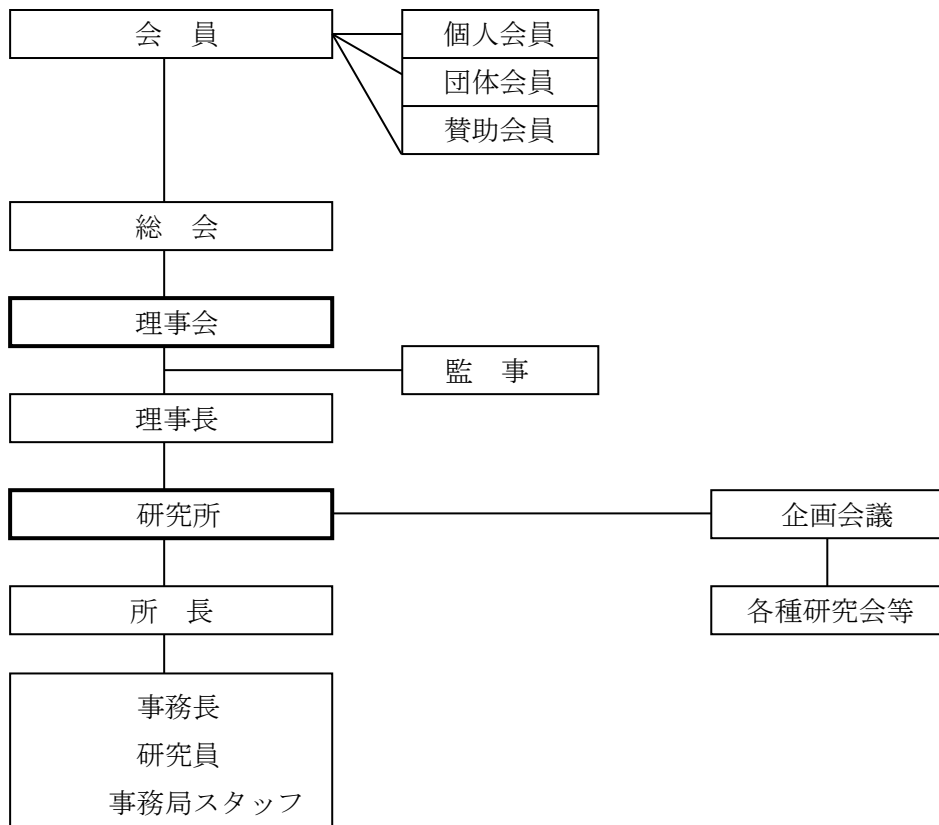 会　員
個人会員
団体会員
賛助会員
総　会
理事会
監　事
理事長
研究所
企画会議
所　長
各種研究会等
事務長
研究員
事務局スタッフ